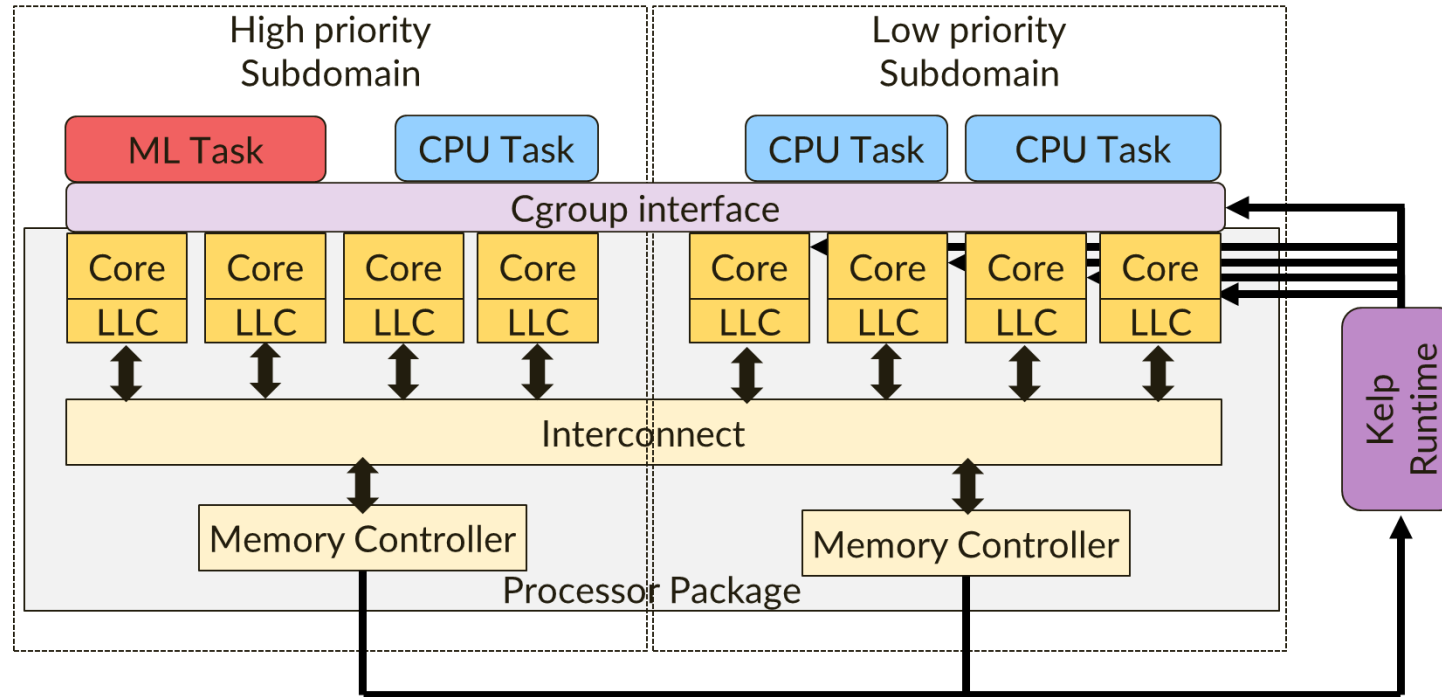 High priority
Subdomain
Low priority
Subdomain
ML Task
CPU Task
CPU Task
CPU Task
Cgroup interface
Core
Core
Core
Core
Core
Core
Core
Core
LLC
LLC
LLC
LLC
LLC
LLC
LLC
LLC
Kelp
Runtime
Interconnect
Memory Controller
Memory Controller
Processor Package